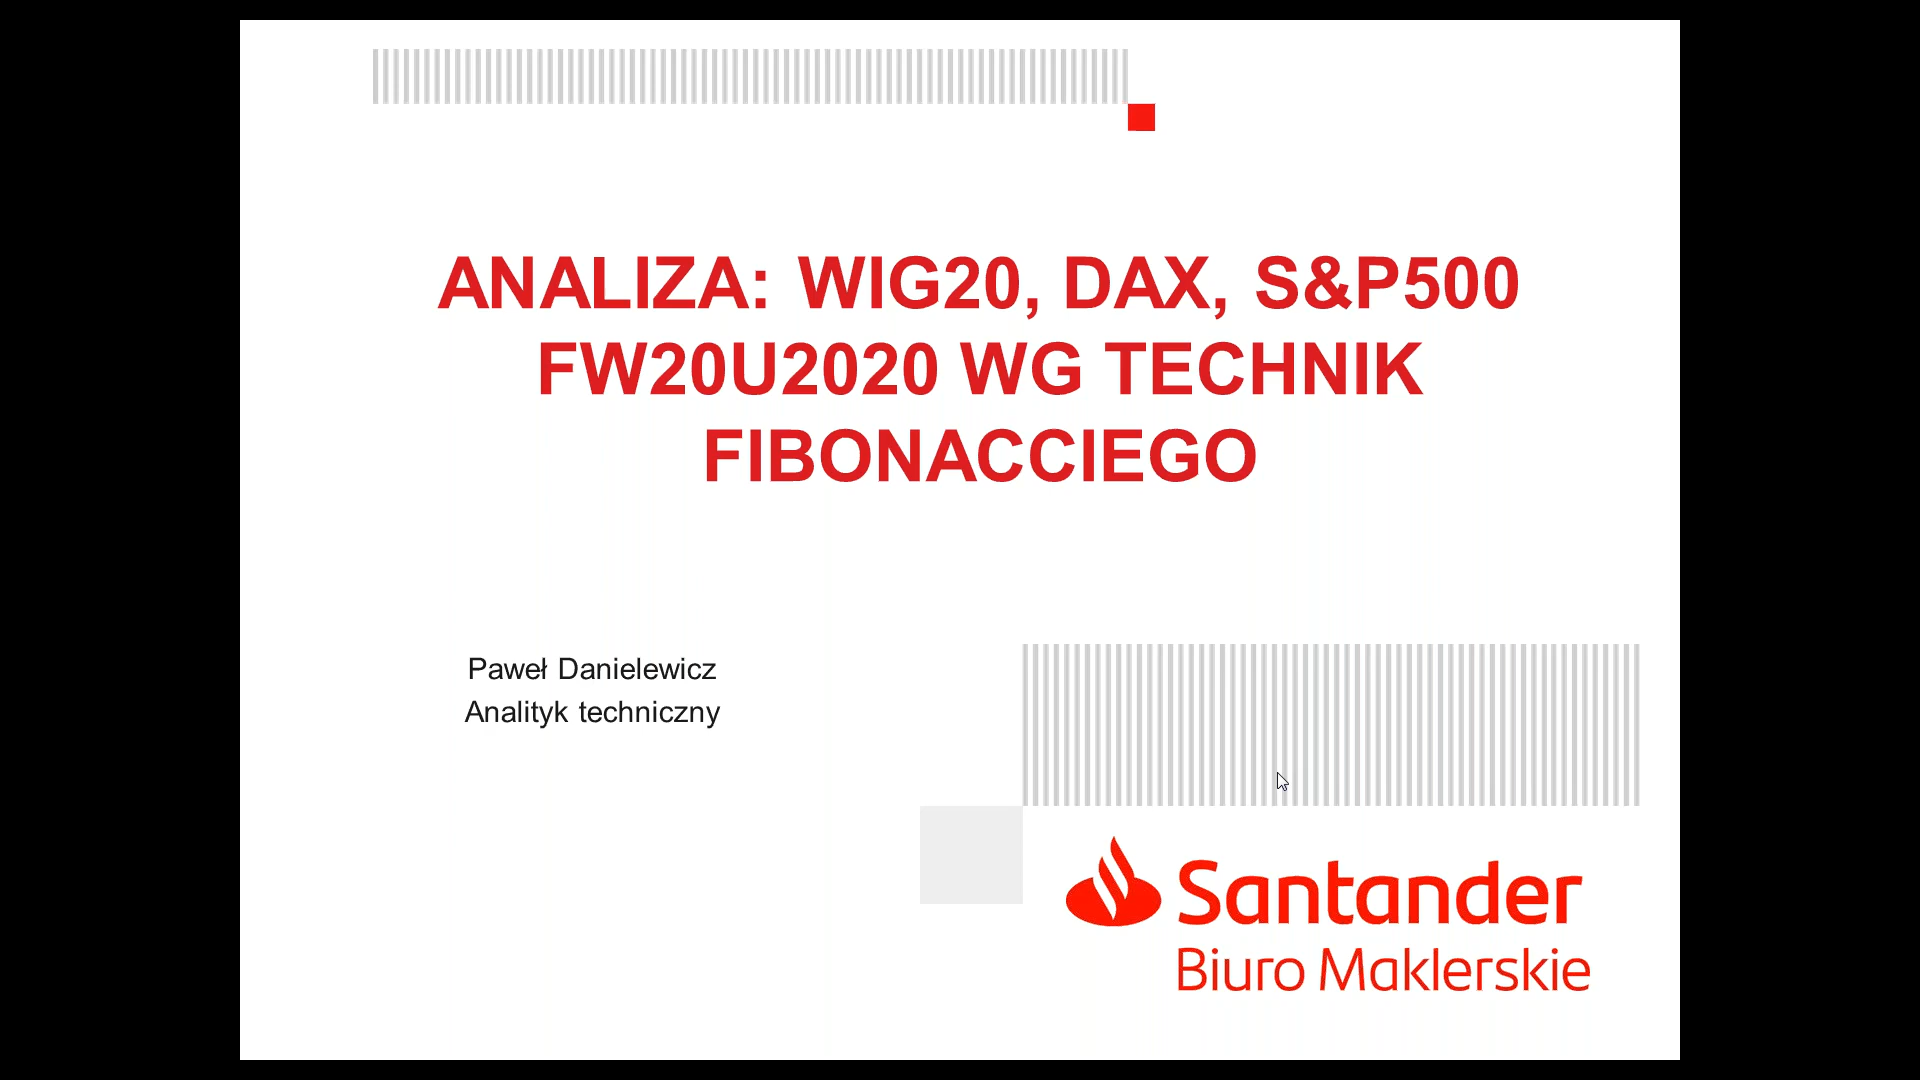 ANALIZA: WIG20, DAX, S&P500
FW20U2020 WG TECHNIK
FIBONACCIEGO
Paweł Danielewicz
Analityk techniczny
Santander
Biuro Maklerskie